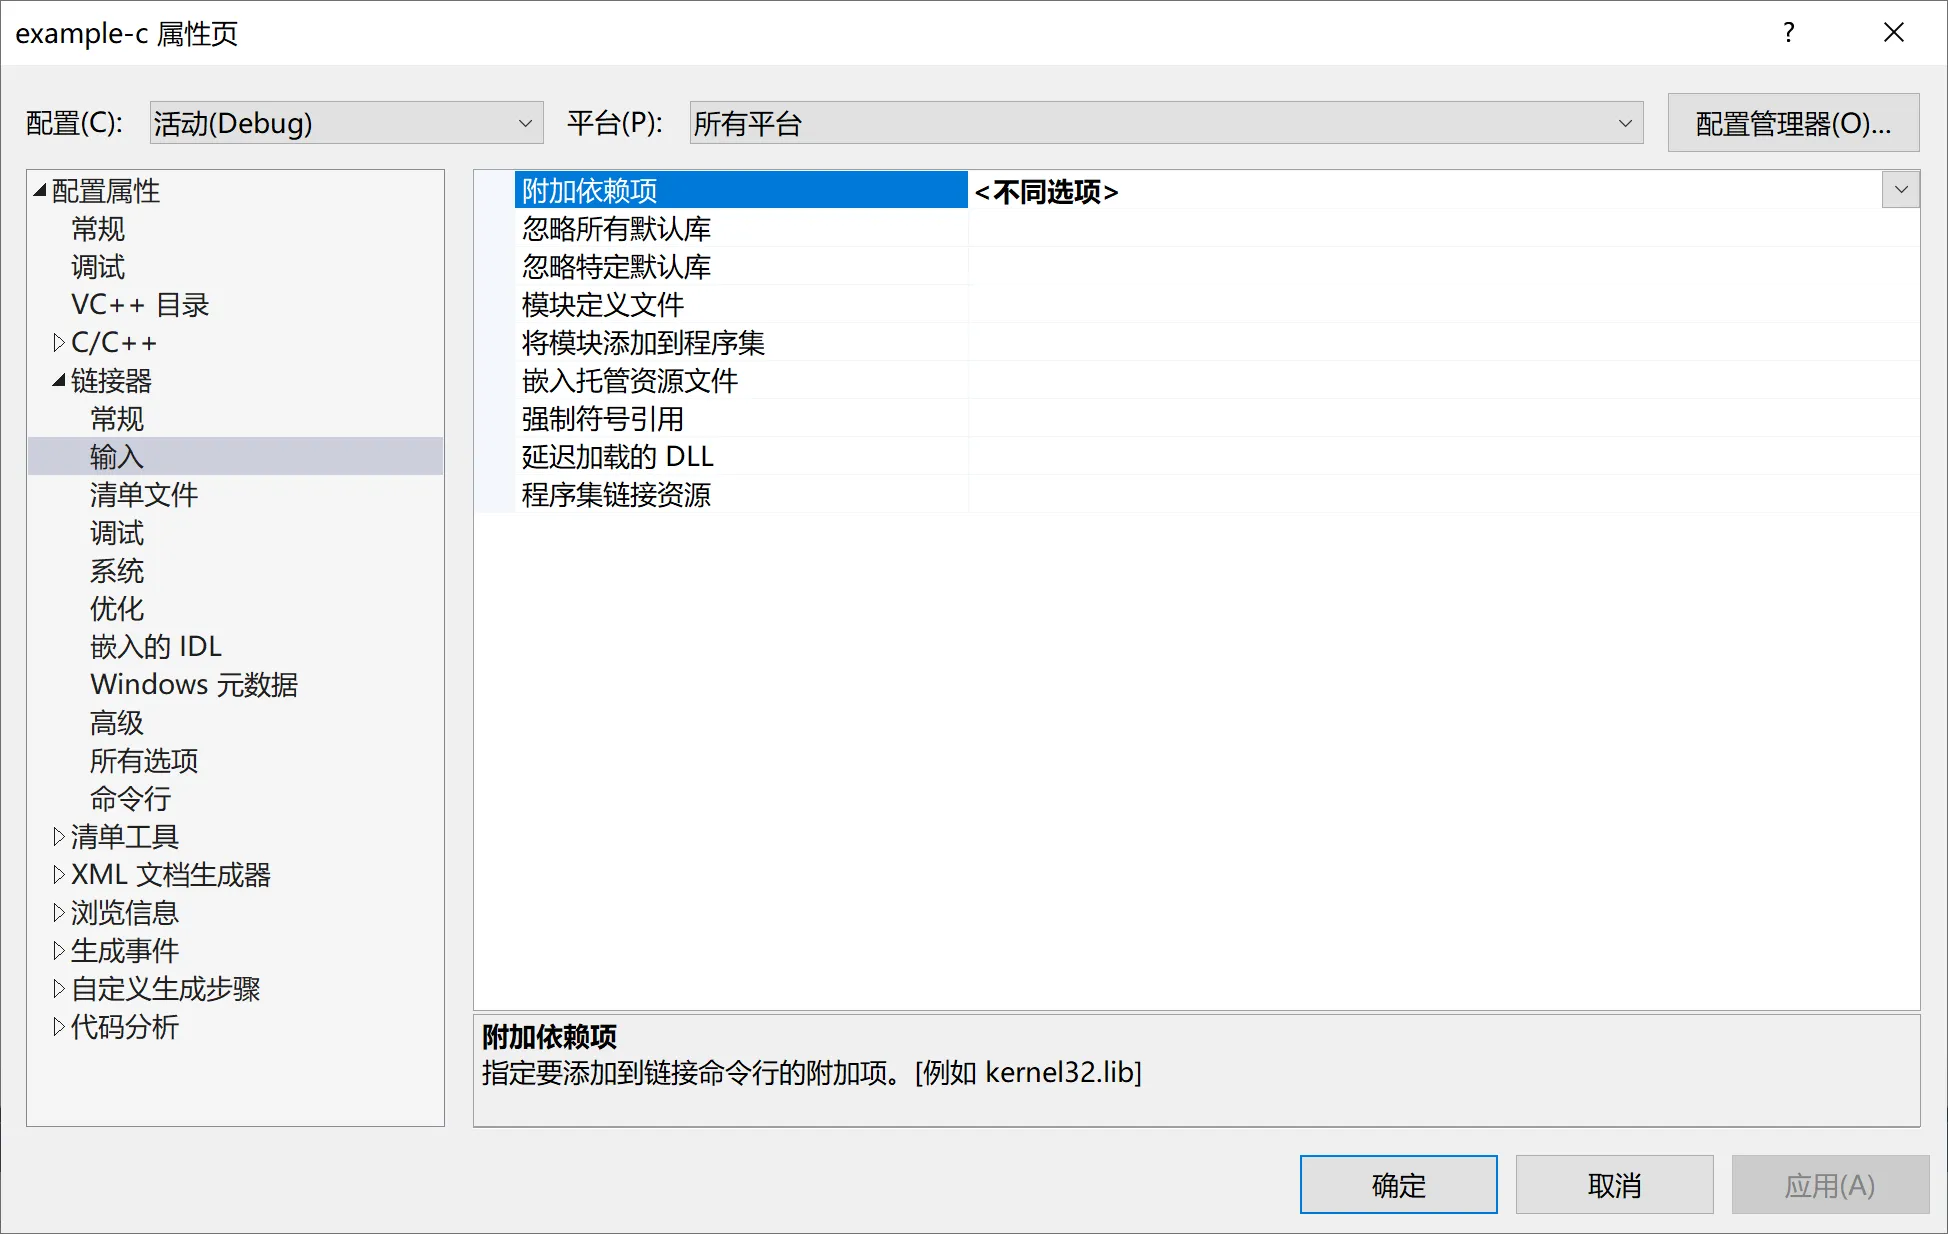 example-c 属性页
?
配置(C): 活动(Debug) 平台(P): 所有平台 配置管理器(O)...
配置属性
常规
调试
VC++ 目录
C/C++
链接器
常规
输入
清单文件
调试
系统
优化
嵌入的 IDL
Windows 元数据
高级
所有选项
命令行
清单工具
XML 文档生成器
浏览信息
生成事件
自定义生成步骤
代码分析
附加依赖项 <不同选项>
忽略所有默认库
忽略特定默认库
模块定义文件
将模块添加到程序集
嵌入托管资源文件
强制符号引用
延迟加载的 DLL
程序集链接资源
附加依赖项
指定要添加到链接命令行的附加项。[例如 kernel32.lib]
确定 取消 应用(A)